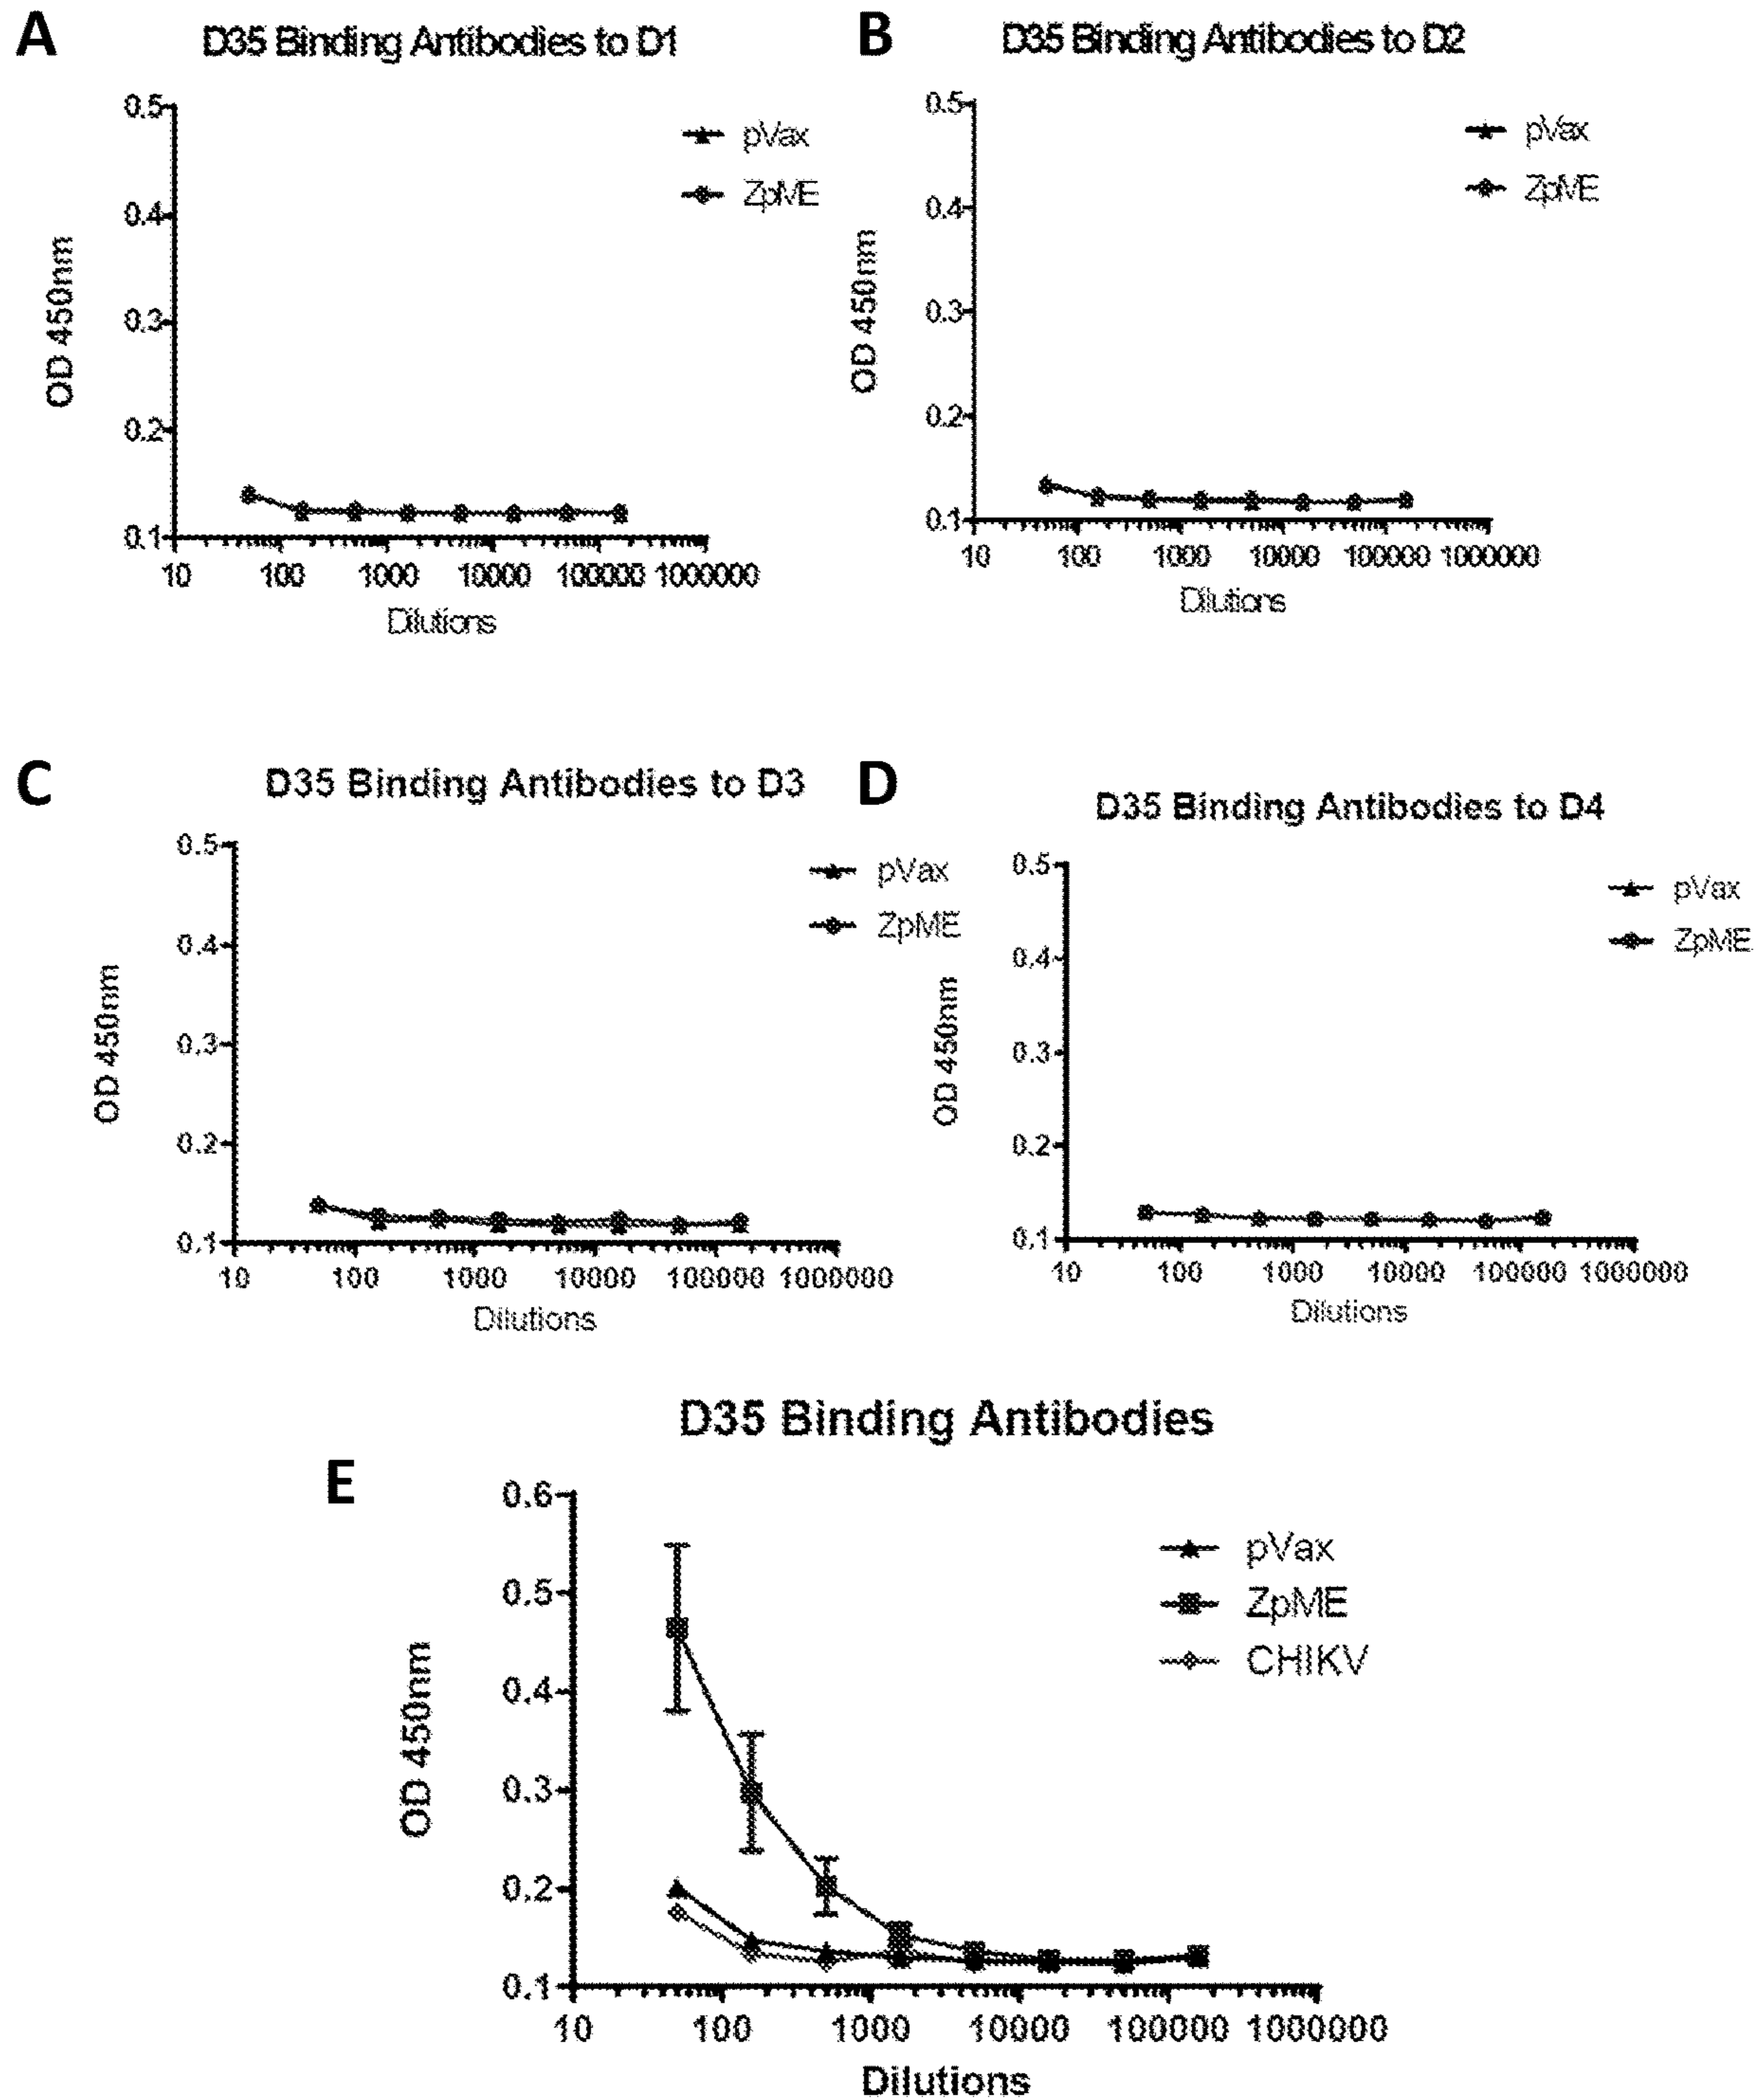 A
D35 Binding Antibodies to D1
0.5
0.4
0.3
0.2
0.1
OD 450nm
pVax
ZpME
10 100 1000 10000 100000 1000000
Dilutions
B
D35 Binding Antibodies to D2
0.5
0.4
0.3
0.2
0.1
OD 450nm
pVax
ZpME
10 100 1000 10000 100000 1000000
Dilutions
C
D35 Binding Antibodies to D3
0.5
0.4
0.3
0.2
0.1
OD 450nm
pVax
ZpME
10 100 1000 10000 100000 1000000
Dilutions
D
D35 Binding Antibodies to D4
0.5
0.4
0.3
0.2
0.1
OD 450nm
pVax
ZpME
10 100 1000 10000 100000 1000000
Dilutions
E
D35 Binding Antibodies
0.6
0.5
0.4
0.3
0.2
0.1
OD 450nm
pVax
ZpME
CHIKV
10 100 1000 10000 100000 1000000
Dilutions